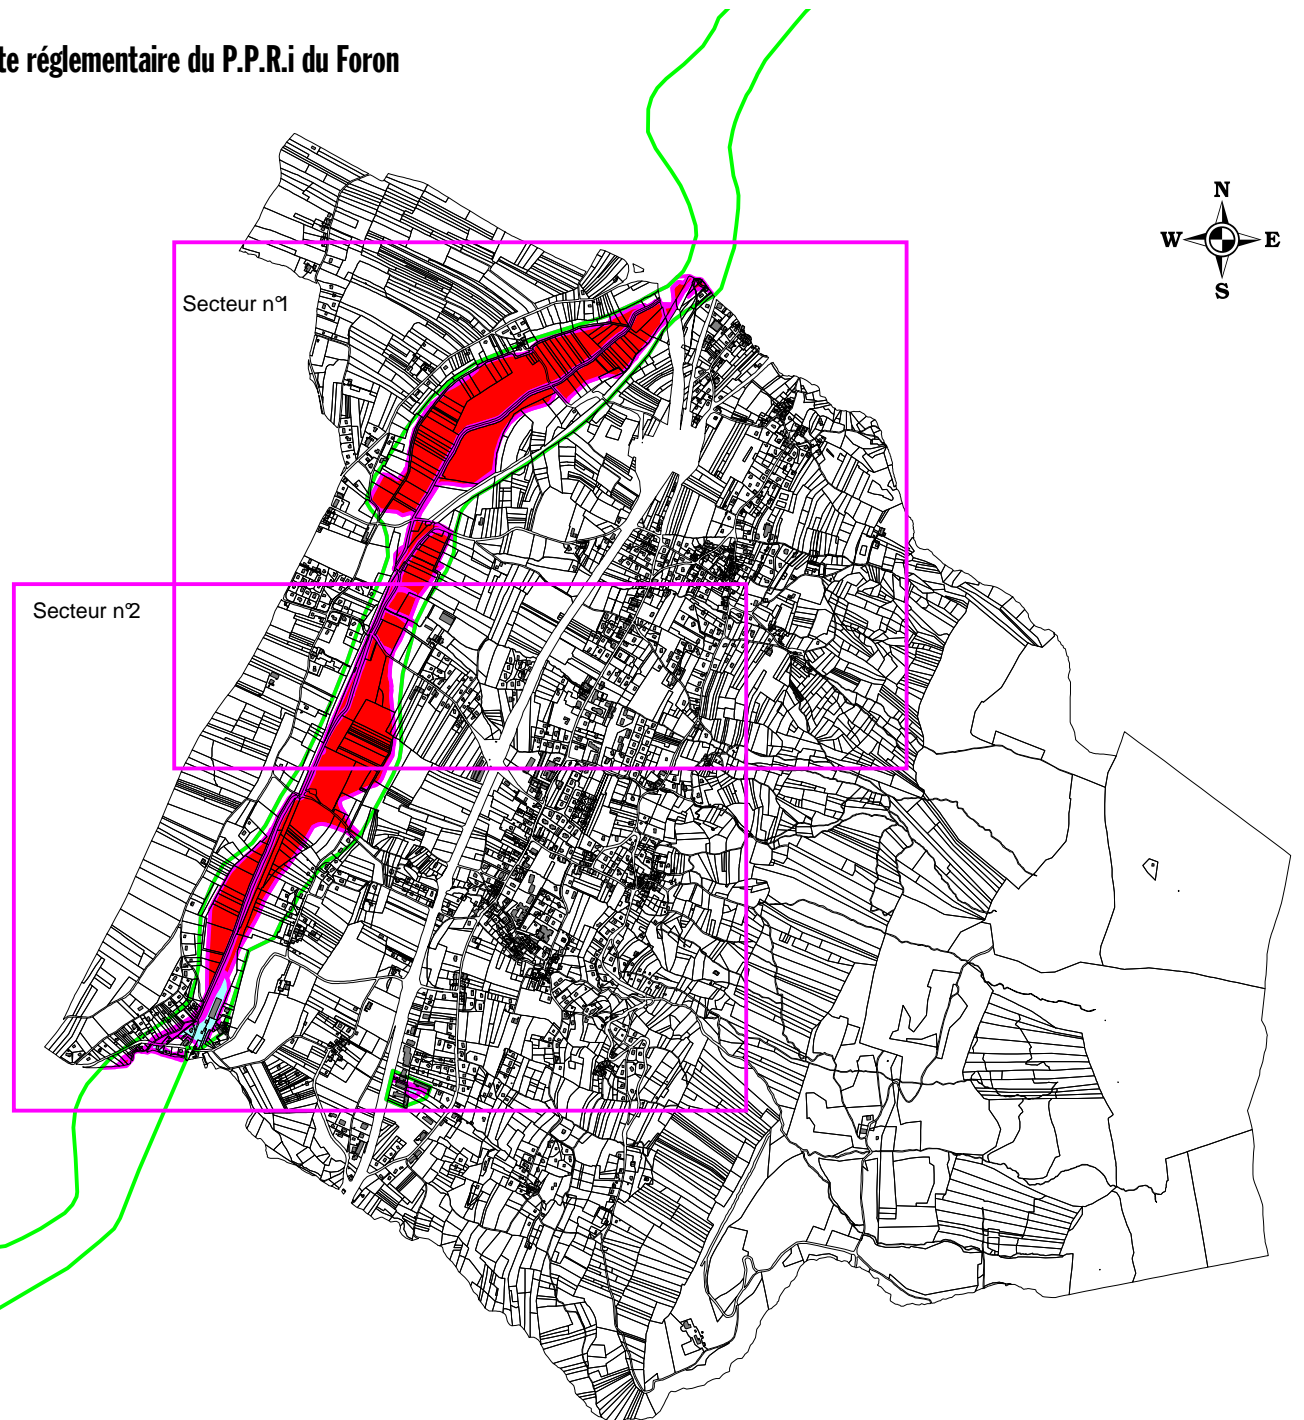 te réglementaire du P.P.R.i du Foron
N
W E
S
Secteur n°1
Secteur n°2